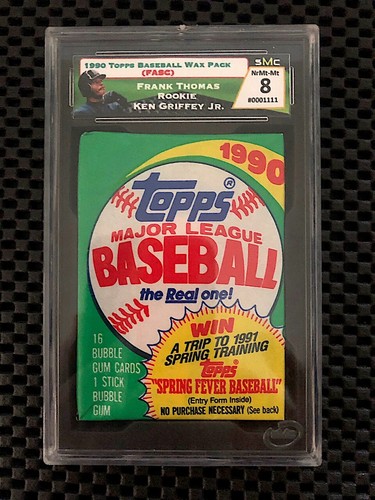 1990 Topps Baseball Wax Pack
(FASC)
Frank Thomas
Rookie
Ken Griffey Jr.
SMC
NrMt-Mt
8
#0001111
1990
Topps®
MAJOR LEAGUE
BASEBALL
the Real one!
16
BUBBLE
GUM CARDS
1 STICK
BUBBLE
GUM
WIN
A TRIP TO 1991
SPRING TRAINING
Topps
"SPRING FEVER BASEBALL"
(Entry Form Inside)
NO PURCHASE NECESSARY (See back)